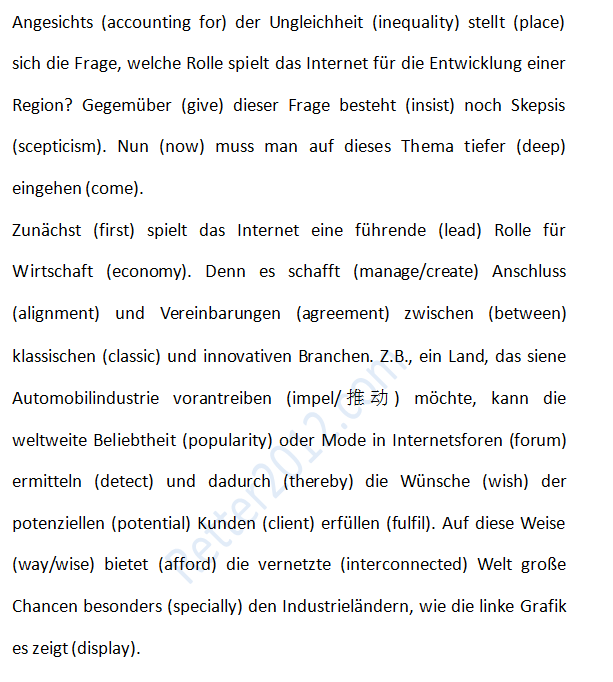 Angesichts (accounting for) der Ungleichheit (inequality) stellt (place)
sich die Frage, welche Rolle spielt das Internet für die Entwicklung einer
Region? Gegemüber (give) dieser Frage besteht (insist) noch Skepsis
(scepticism). Nun (now) muss man auf dieses Thema tiefer (deep)
eingehen (come).
Zunächst (first) spielt das Internet eine führende (lead) Rolle für
Wirtschaft (economy). Denn es schafft (manage/create) Anschluss
(alignment) und Vereinbarungen (agreement) zwischen (between)
klassischen (classic) und innovativen Branchen. Z.B., ein Land, das siene
Automobilindustrie vorantreiben (impel/推动) möchte, kann die
weltweite Beliebtheit (popularity) oder Mode in Internetsforen (forum)
ermitteln (detect) und dadurch (thereby) die Wünsche (wish) der
potenziellen (potential) Kunden (client) erfüllen (fulfil). Auf diese Weise
(way/wise) bietet (afford) die vernetzte (interconnected) Welt große
Chancen besonders (specially) den Industrieländern, wie die linke Grafik
es zeigt (display).
Petter2012.com